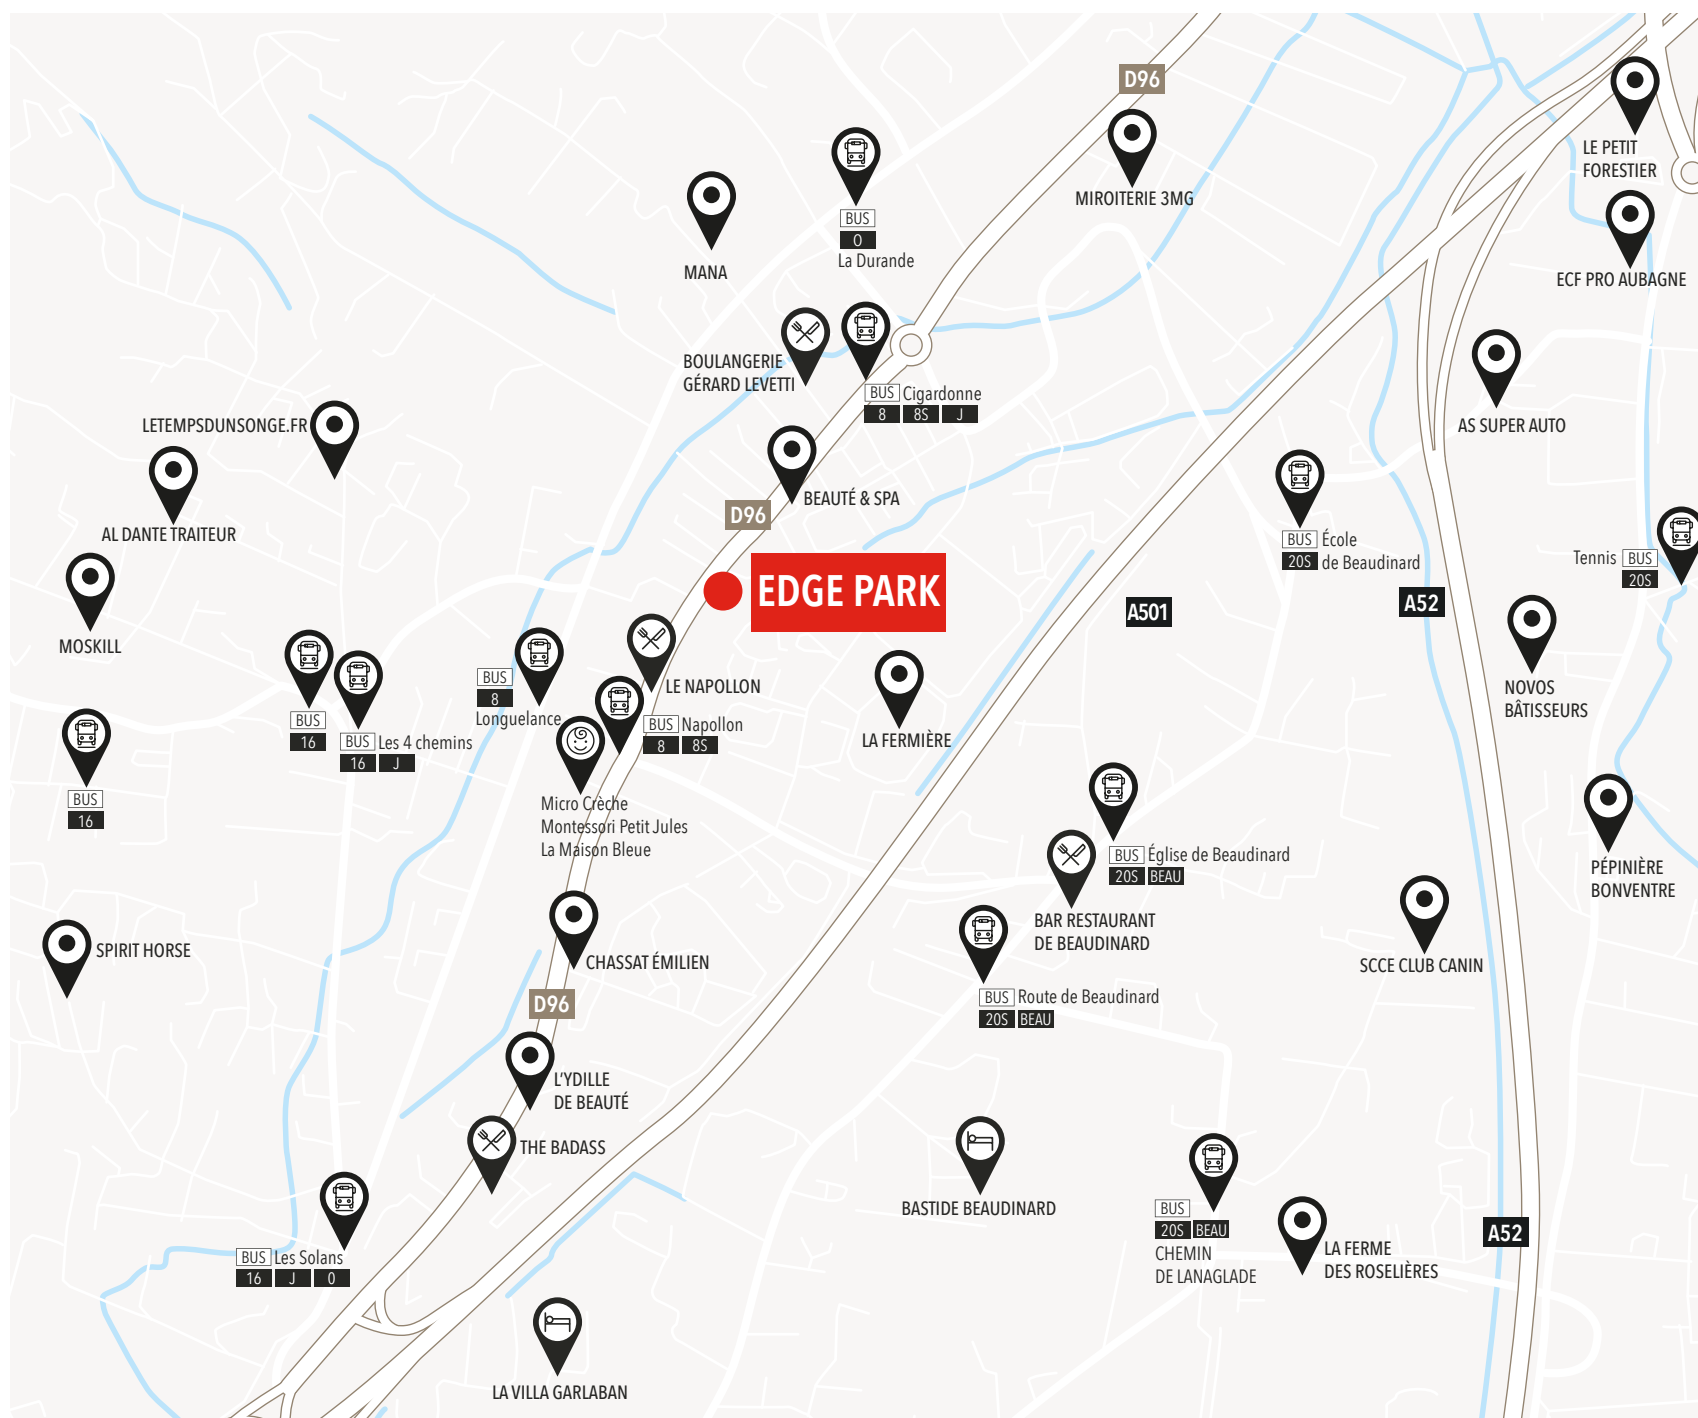 D96
LE PETIT
FORESTIER
MIROITERIE 3MG
BUS
O
La Durande
MANA
ECF PRO AUBAGNE
BOULANGERIE
GÉRARD LEVETTI
BUS Cigardonne
8 8S J
LETEMPSDUNSONGE.FR
AS SUPER AUTO
AL DANTE TRAITEUR
BEAUTÉ & SPA
D96
BUS École
20S de Beaudinard
Tennis BUS
20S
EDGE PARK
A501
A52
MOSKILL
LE NAPOLLON
BUS
8
Longuelance
NOVOS
BÂTISSEURS
BUS
16
BUS Les 4 chemins
16 J
BUS Napollon
8 8S
LA FERMIÈRE
BUS
16
Micro Crèche
Montessori Petit Jules
La Maison Bleue
BUS Église de Beaudinard
20S BEAU
PÉPINIÈRE
BONVENTRE
BAR RESTAURANT
DE BEAUDINARD
SPIRIT HORSE
CHASSAT ÉMILIEN
SCCE CLUB CANIN
D96
BUS Route de Beaudinard
20S BEAU
L'YDILLE
DE BEAUTÉ
THE BADASS
BASTIDE BEAUDINARD
BUS
20S BEAU
CHEMIN
DE LANAGLADE
A52
LA FERME
DES ROSELIÈRES
BUS Les Solans
16 J 0
LA VILLA GARLABAN